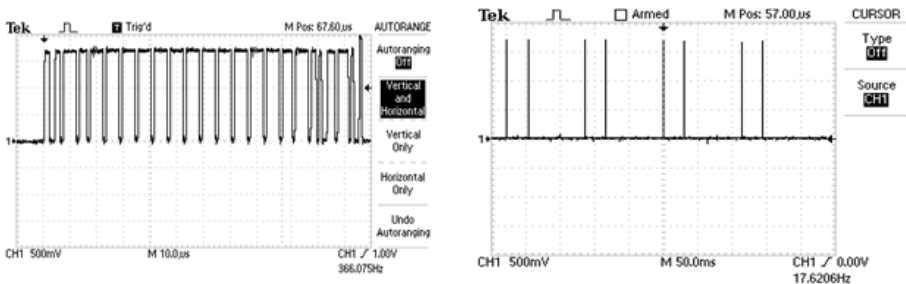 Tek Trig'd M Pos: 67.60µs AUTORANGE
Autoranging
Off
Vertical
and
Horizontal
Vertical
Only
Horizontal
Only
Undo
Autoranging
1
CH1 500mV M 10.0µs CH1 / 1.00V
366.075Hz
Tek Armed M Pos: 57.00µs CURSOR
Type
Off
Source
CH1
1
CH1 500mV M 50.0ms CH1 / 0.00V
17.6206Hz